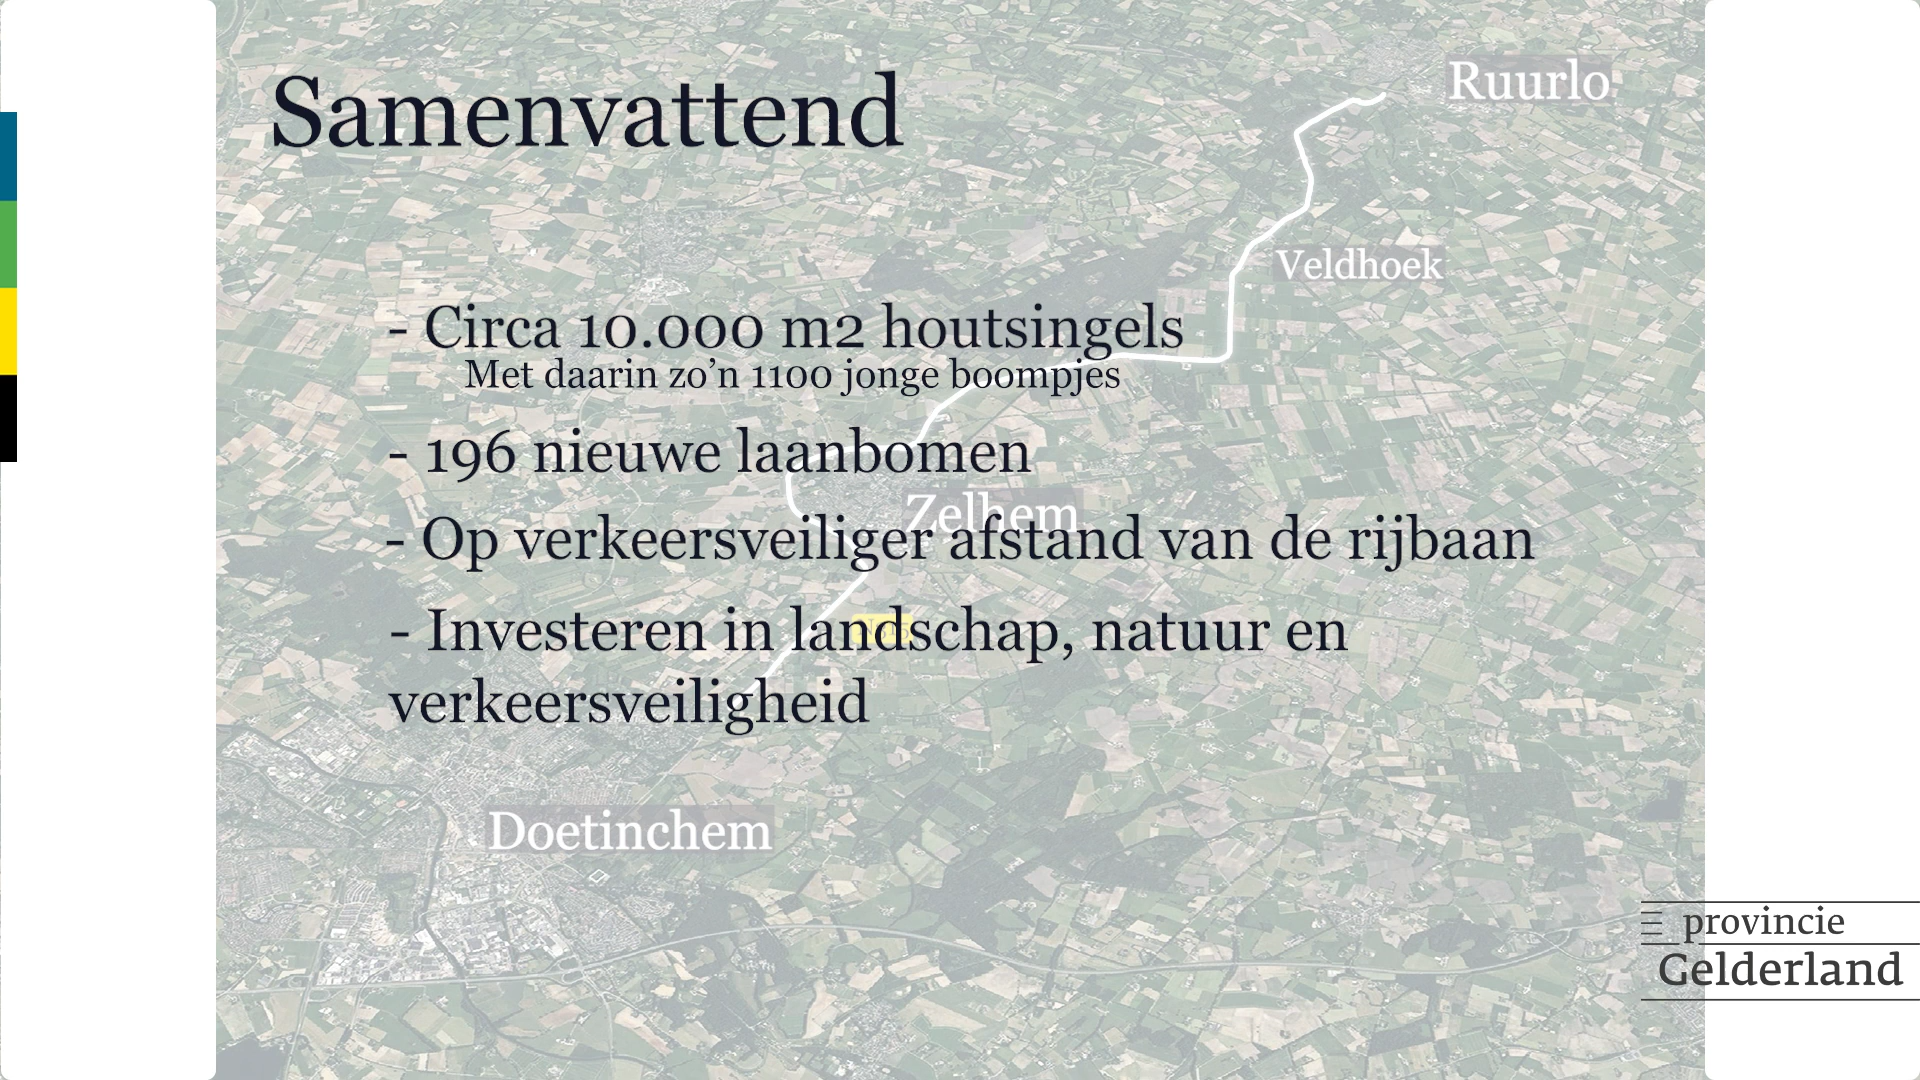 Samenvattend
Ruurlo
Veldhoek
- Circa 10.000 m2 houtsingels
Met daarin zo’n 1100 jonge boompjes
- 196 nieuwe laanbomen
Zelhem
- Op verkeersveiliger afstand van de rijbaan
- Investeren in landschap, natuur en
verkeersveiligheid
Doetinchem
provincie
Gelderland